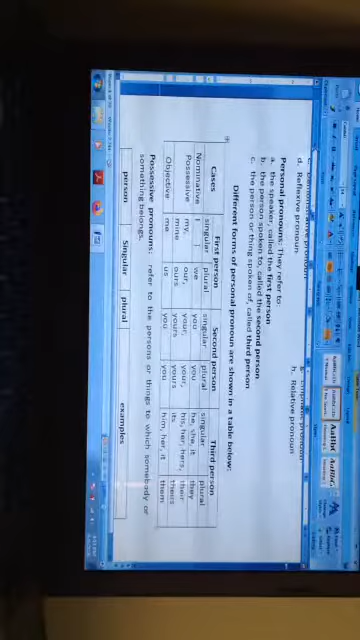 d. Reflexive pronoun
h. Relative pronoun
Personal pronouns: They refer to:
a. the speaker, called the first person
b. the person spoken to called the second person
c. the person or thing spoken of, called third person
Different forms of personal pronoun are shown in a table below:
Cases First person Second person Third person
singular plural singular plural singular plural
Nominative I we you you he, she, it they
Possessive my, mine our, ours your, yours your, yours his, her, hers, its their theirs
Objective me us you you him, her, it them
Possessive pronouns: refer to the persons or things to which somebody or
something belongs.
person Singular plural examples